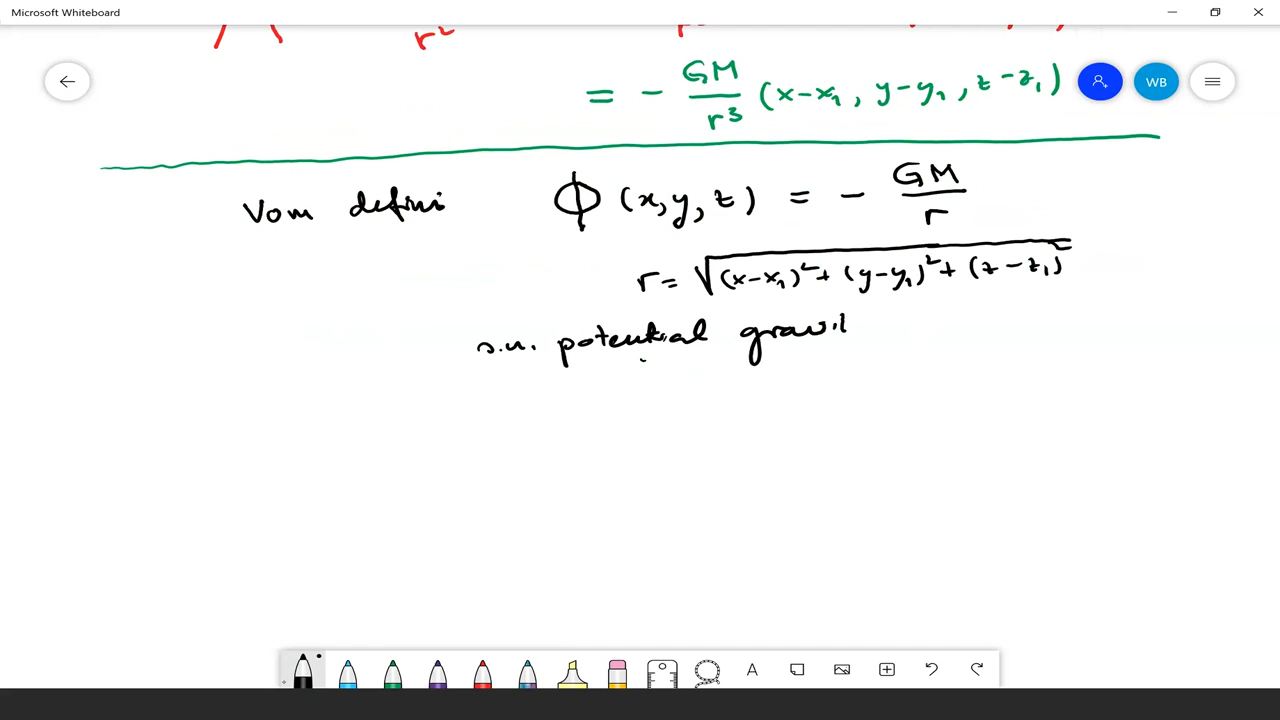 Microsoft Whiteboard
r²
= - GM/r³ (x-x₁, y-y₁, z-z₁)
WB
Vom defini Φ(x,y,z) = - GM/r
r = √((x-x₁)²+(y-y₁)²+(z-z₁)²)
s.n. potential gravit
A